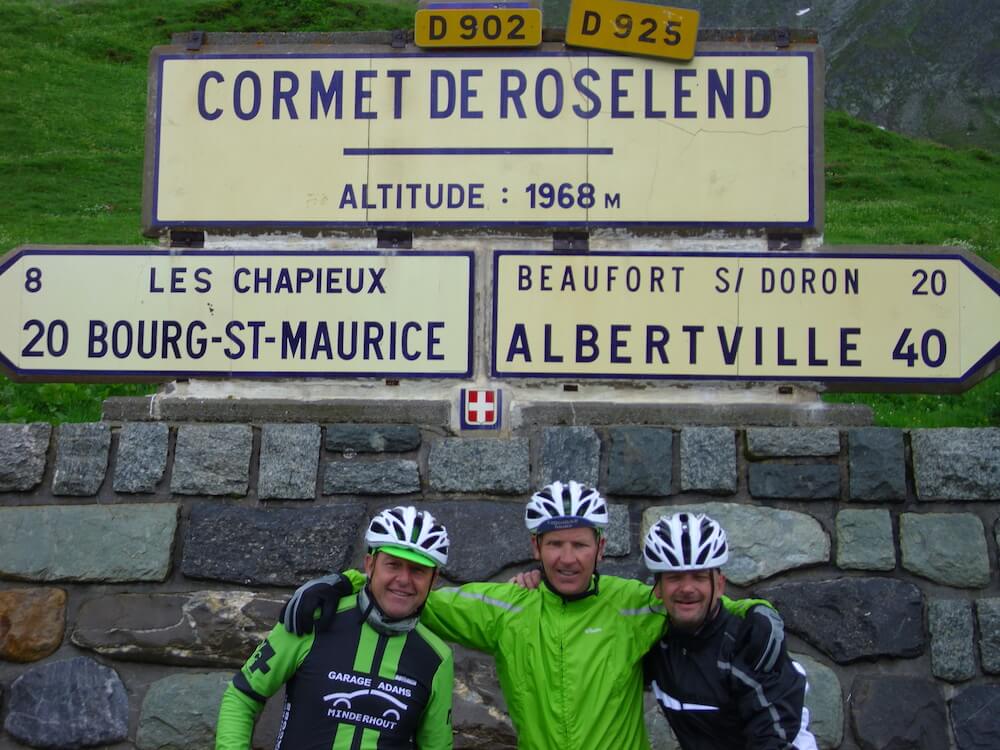 D 902
D 925
CORMET DE ROSELEND
ALTITUDE : 1968 M
8 LES CHAPIEUX
20 BOURG-ST-MAURICE
BEAUFORT S/ DORON 20
ALBERTVILLE 40
GARAGE ADAMS
MINDERHOUT